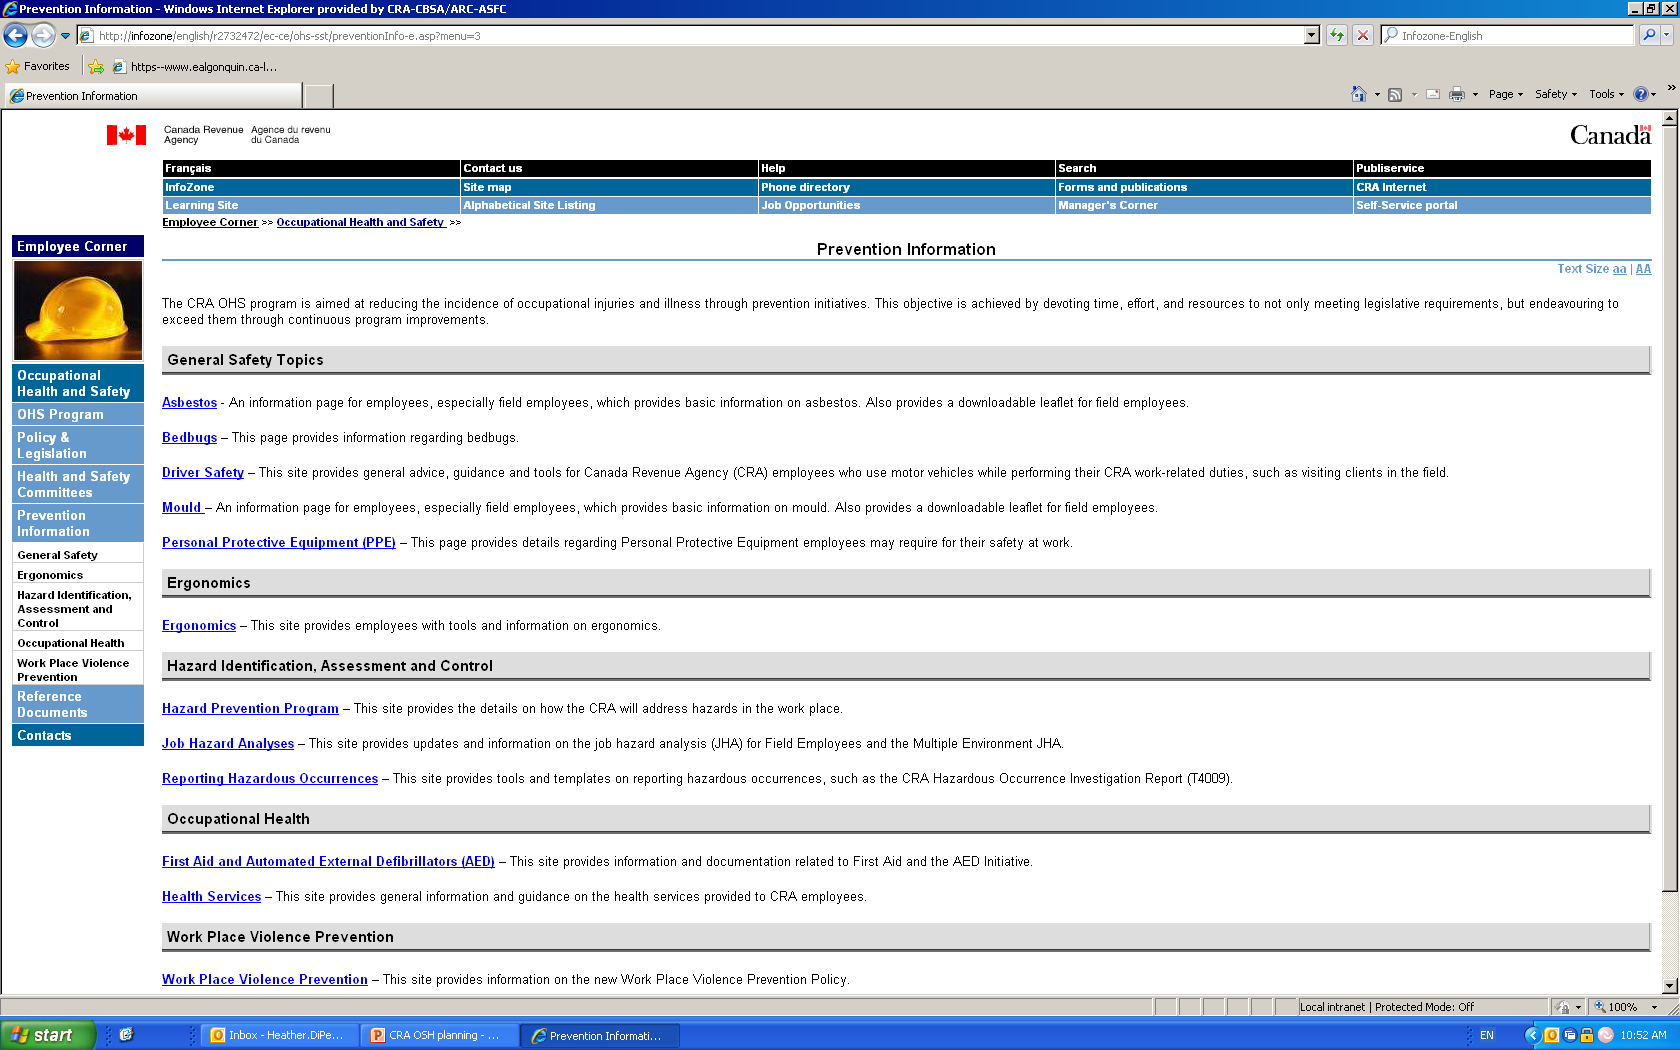 Prevention Information - Windows Internet Explorer provided by CRA-CBSA/ARC-ASFC
http://infozone/english/r2732472/ec-ce/ohs-sst/preventionInfo-e.asp?menu=3
Infozone-English
Favorites
https--www.ealgonquin.ca-l...
Prevention Information
Page
Safety
Tools
Canada Revenue Agence du revenu
Agency du Canada
Canada
Français Contact us Help Search Publiservice
InfoZone Site map Phone directory Forms and publications CRA Internet
Learning Site Alphabetical Site Listing Job Opportunities Manager's Corner Self-Service portal
Employee Corner >> Occupational Health and Safety >>
Employee Corner
Occupational
Health and Safety
OHS Program
Policy &
Legislation
Health and Safety
Committees
Prevention
Information
General Safety
Ergonomics
Hazard Identification,
Assessment and
Control
Occupational Health
Work Place Violence
Prevention
Reference
Documents
Contacts
Prevention Information
Text Size aa | AA
The CRA OHS program is aimed at reducing the incidence of occupational injuries and illness through prevention initiatives. This objective is achieved by devoting time, effort, and resources to not only meeting legislative requirements, but endeavouring to
exceed them through continuous program improvements.
General Safety Topics
Asbestos - An information page for employees, especially field employees, which provides basic information on asbestos. Also provides a downloadable leaflet for field employees.
Bedbugs – This page provides information regarding bedbugs.
Driver Safety – This site provides general advice, guidance and tools for Canada Revenue Agency (CRA) employees who use motor vehicles while performing their CRA work-related duties, such as visiting clients in the field.
Mould – An information page for employees, especially field employees, which provides basic information on mould. Also provides a downloadable leaflet for field employees.
Personal Protective Equipment (PPE) – This page provides details regarding Personal Protective Equipment employees may require for their safety at work.
Ergonomics
Ergonomics – This site provides employees with tools and information on ergonomics.
Hazard Identification, Assessment and Control
Hazard Prevention Program – This site provides the details on how the CRA will address hazards in the work place.
Job Hazard Analyses – This site provides updates and information on the job hazard analysis (JHA) for Field Employees and the Multiple Environment JHA.
Reporting Hazardous Occurrences – This site provides tools and templates on reporting hazardous occurrences, such as the CRA Hazardous Occurrence Investigation Report (T4009).
Occupational Health
First Aid and Automated External Defibrillators (AED) – This site provides information and documentation related to First Aid and the AED Initiative.
Health Services – This site provides general information and guidance on the health services provided to CRA employees.
Work Place Violence Prevention
Work Place Violence Prevention – This site provides information on the new Work Place Violence Prevention Policy.
Local intranet | Protected Mode: Off
100%
start
Inbox - Heather.DiPe...
CRA OSH planning - ...
Prevention Informati...
EN
10:52 AM